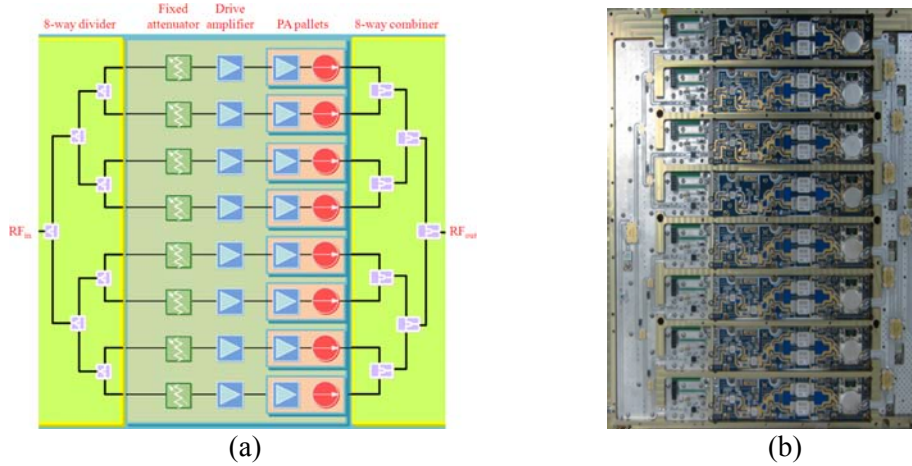 8-way divider
Fixed
attenuator
Drive
amplifier
PA pallets
8-way combiner
RFin
RFout
(a)
(b)